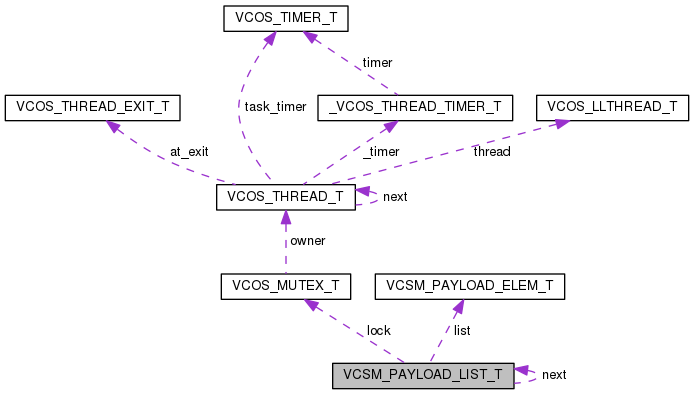 VCOS_TIMER_T
timer
VCOS_THREAD_EXIT_T
task_timer
_VCOS_THREAD_TIMER_T
VCOS_LLTHREAD_T
at_exit
_timer
thread
VCOS_THREAD_T
next
owner
VCOS_MUTEX_T
VCSM_PAYLOAD_ELEM_T
lock
list
VCSM_PAYLOAD_LIST_T
next